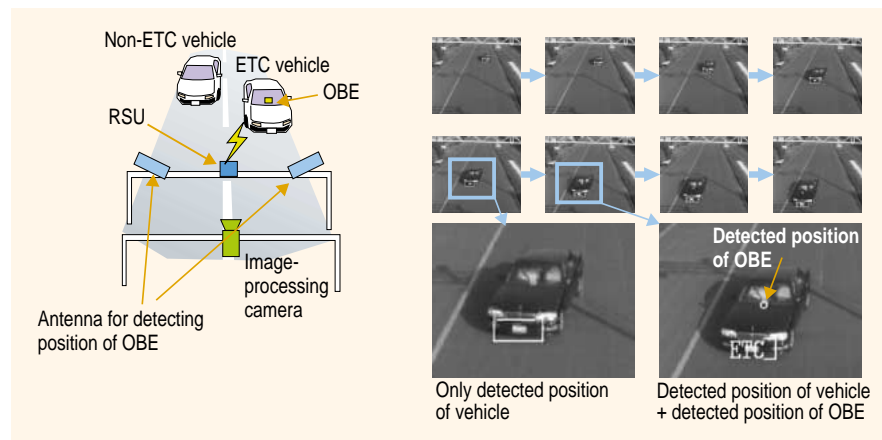 Non-ETC vehicle
ETC vehicle
OBE
RSU
Image-
processing
camera
Antenna for detecting
position of OBE
Detected position
of OBE
ETC
Only detected position
of vehicle
Detected position of vehicle
+ detected position of OBE